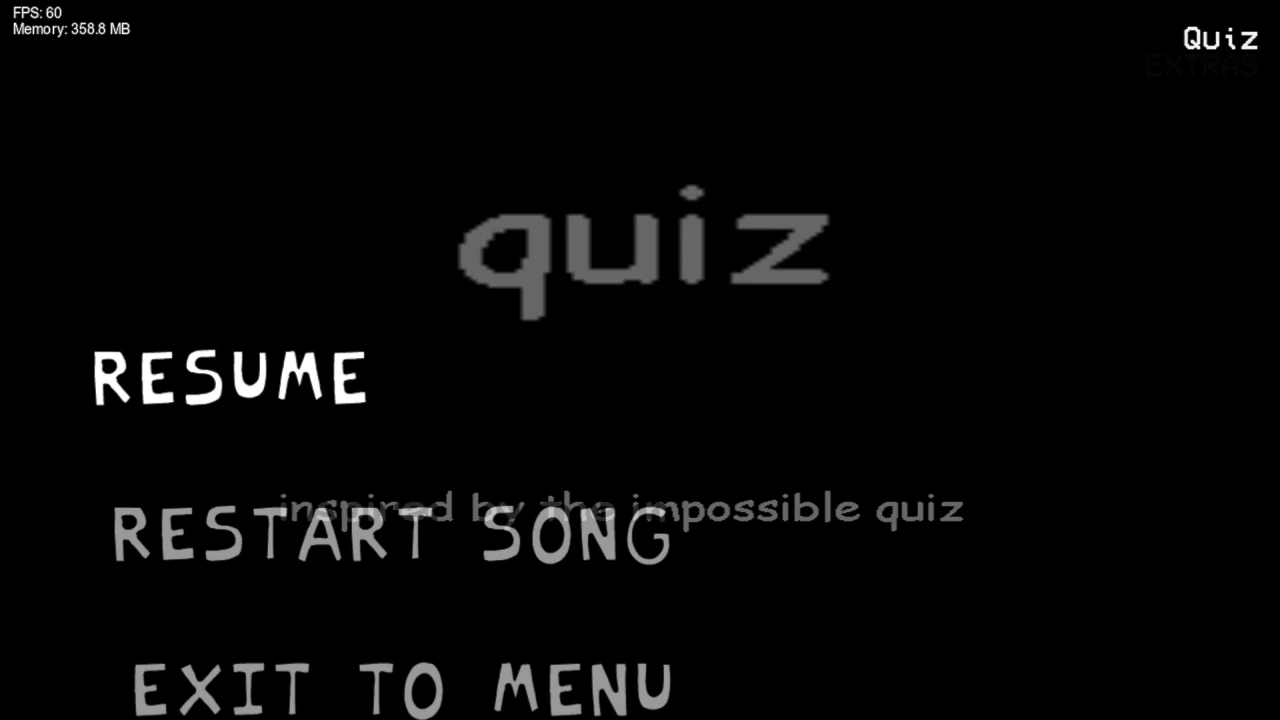 FPS: 60
Memory: 358.8 MB
Quiz
EXTRAS
quiz
RESUME
inspired by the impossible quiz
RESTART SONG
EXIT TO MENU